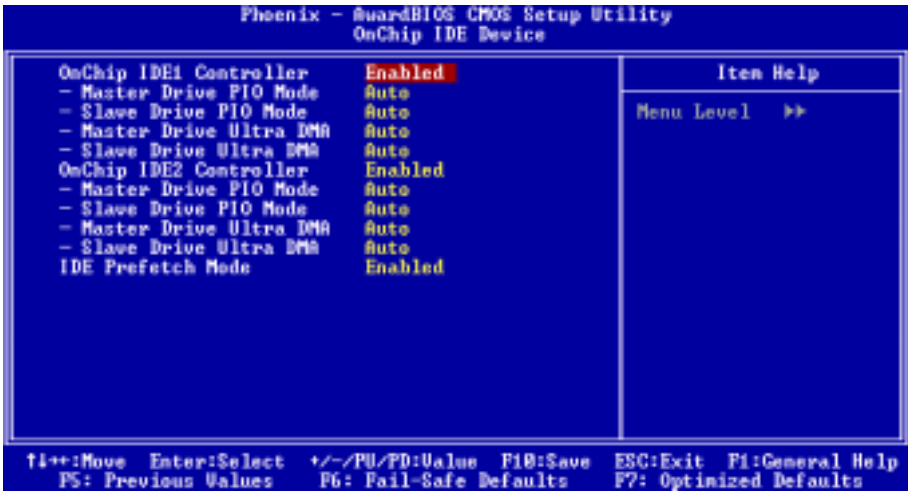 Phoenix - AwardBIOS CMOS Setup Utility
OnChip IDE Device
OnChip IDE1 Controller Enabled
- Master Drive PIO Mode Auto
- Slave Drive PIO Mode Auto
- Master Drive Ultra DMA Auto
- Slave Drive Ultra DMA Auto
OnChip IDE2 Controller Enabled
- Master Drive PIO Mode Auto
- Slave Drive PIO Mode Auto
- Master Drive Ultra DMA Auto
- Slave Drive Ultra DMA Auto
IDE Prefetch Mode Enabled
Item Help
Menu Level ▶▶
↑↓→←:Move Enter:Select +/-/PU/PD:Value F10:Save ESC:Exit F1:General Help
F5: Previous Values F6: Fail-Safe Defaults F7: Optimized Defaults